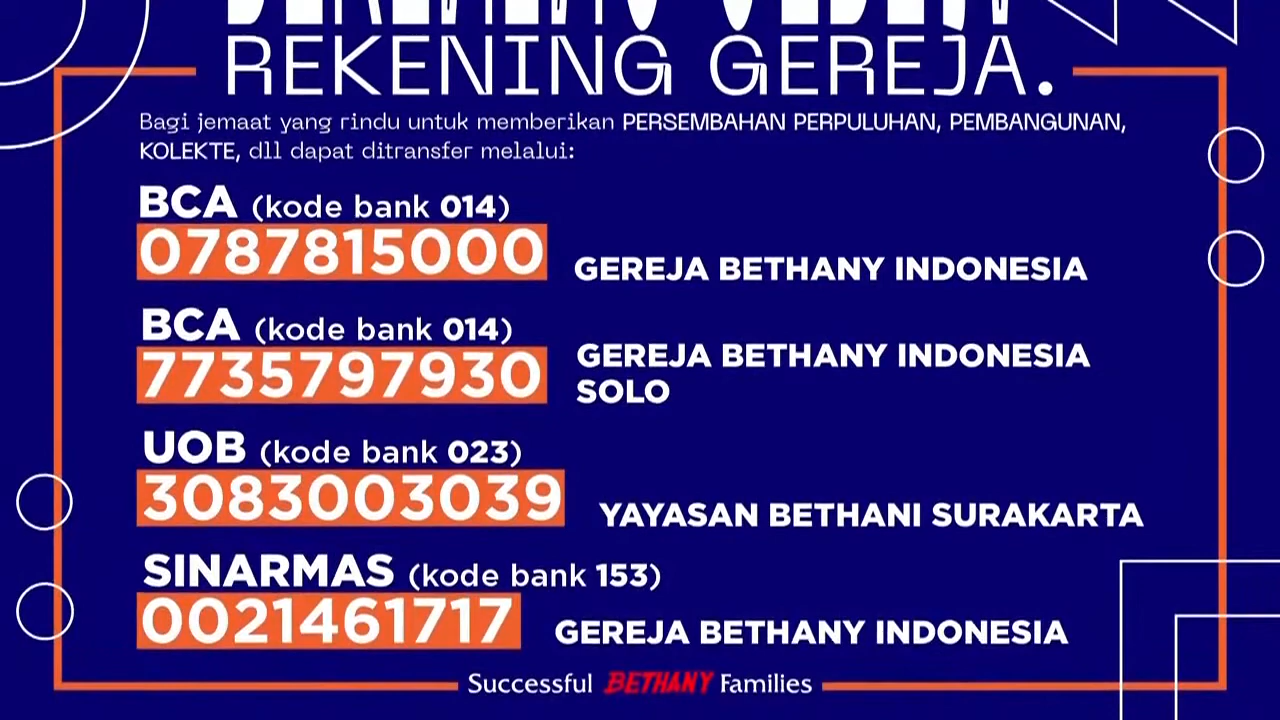 REKENING GEREJA.
Bagi jemaat yang rindu untuk memberikan PERSEMBAHAN PERPULUHAN, PEMBANGUNAN,
KOLEKTE, dll dapat ditransfer melalui:
BCA (kode bank 014)
0787815000 GEREJA BETHANY INDONESIA
BCA (kode bank 014)
7735797930 GEREJA BETHANY INDONESIA
SOLO
UOB (kode bank 023)
3083003039 YAYASAN BETHANI SURAKARTA
SINARMAS (kode bank 153)
0021461717 GEREJA BETHANY INDONESIA
Successful BETHANY Families